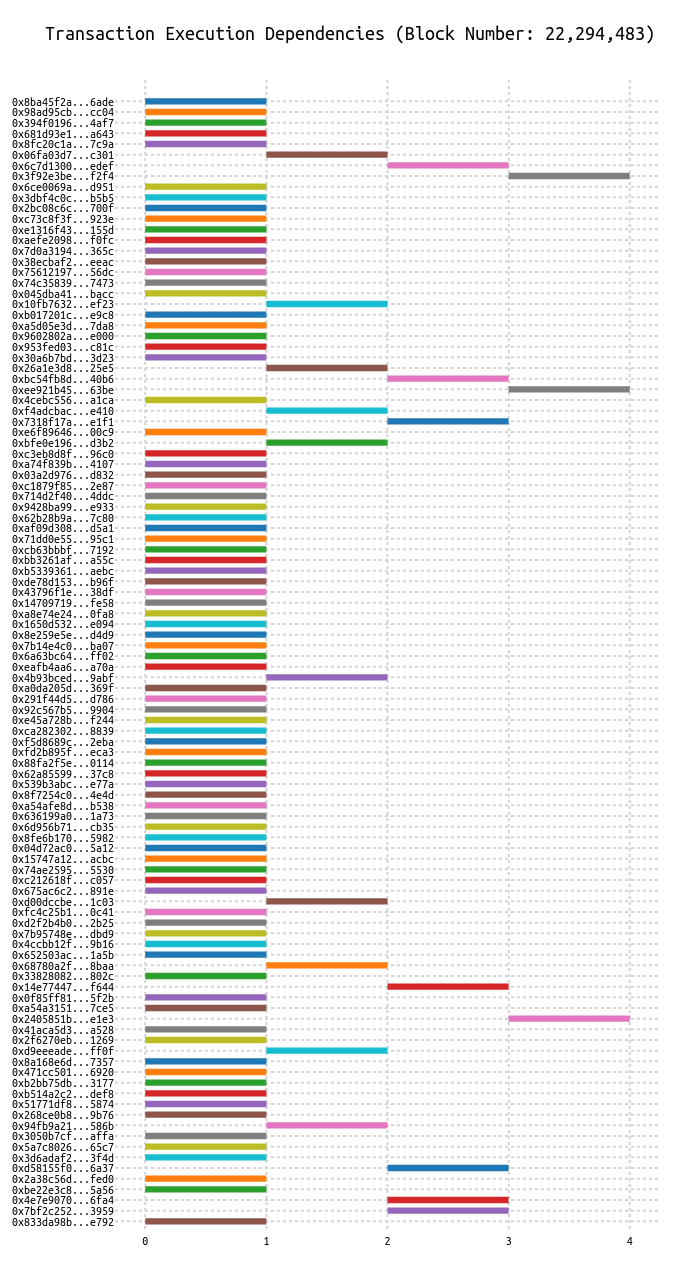 Transaction Execution Dependencies (Block Number: 22,294,483)
0x8ba45f2a...6ade
0x98ad95cb...cc04
0x394f0196...4af7
0x681d93e1...a643
0x8fc20c1a...7c9a
0x06fa03d7...c301
0x6c7d1300...edef
0x3f92e3be...f2f4
0x6ce0069a...d951
0x3dbf4c0c...b5b5
0x2bc08c6c...700f
0xc73c8f3f...923e
0xe1316f43...155d
0xaefe2098...f0fc
0x7d0a3194...365c
0x38ecbaf2...eeac
0x75612197...56dc
0x74c35839...7473
0x045dba41...bacc
0x10fb7632...ef23
0xb017201c...e9c8
0xa5d05e3d...7da8
0x9602802a...e000
0x953fed03...c81c
0x30a6b7bd...3d23
0x26a1e3d8...25e5
0xbc54fb8d...40b6
0xee921b45...63be
0x4cebc556...a1ca
0xf4adcbac...e410
0x7318f17a...e1f1
0xe6f89646...00c9
0xbfe0e196...d3b2
0xc3eb8d8f...96c0
0xa74f839b...4107
0x03a2d976...d832
0xc1879f85...2e87
0x714d2f40...4ddc
0x9428ba99...e933
0x62b28b9a...7c80
0xaf09d308...d5a1
0x71dd0e55...95c1
0xcb63bbbf...7192
0xbb3261af...a55c
0xb5339361...aebc
0xde78d153...b96f
0x43796f1e...38df
0x14709719...fe58
0xa8e74e24...0fa8
0x1650d532...e094
0x8e259e5e...d4d9
0x7b14e4c0...ba07
0x6a63bc64...ff02
0xeafb4aa6...a70a
0x4b93bced...9abf
0xa0da205d...369f
0x291f44d5...d786
0x92c567b5...9904
0xe45a728b...f244
0xca282302...8839
0xf5d8689c...2eba
0xfd2b895f...eca3
0x88fa2f5e...0114
0x62a85599...37c8
0x539b3abc...e77a
0x8f7254c0...4e4d
0xa54afe8d...b538
0x636199a0...1a73
0x6d956b71...cb35
0x8fe6b170...5982
0x04d72ac0...5a12
0x15747a12...acbc
0x74ae2595...5530
0xc212618f...c057
0x675ac6c2...891e
0xd00dccbe...1c03
0xfc4c25b1...0c41
0xd2f2b4b0...2b25
0x7b95748e...dbd9
0x4ccbb12f...9b16
0x652503ac...1a5b
0x68780a2f...8baa
0x33828082...802c
0x14e77447...f644
0x0f85ff81...5f2b
0xa54a3151...7ce5
0x2405851b...e1e3
0x41aca5d3...a528
0x2f6270eb...1269
0xd9eeeade...ff0f
0x8a168e6d...7357
0x471cc501...6920
0xb2bb75db...3177
0xb514a2c2...def8
0x51771df8...5874
0x268ce0b8...9b76
0x94fb9a21...586b
0x3050b7cf...affa
0x5a7c8026...65c7
0x3d6adaf2...3f4d
0xd58155f0...6a37
0x2a38c56d...fed0
0xbe22e3c8...5a56
0x4e7e9070...6fa4
0x7bf2c252...3959
0x833da98b...e792
0 1 2 3 4